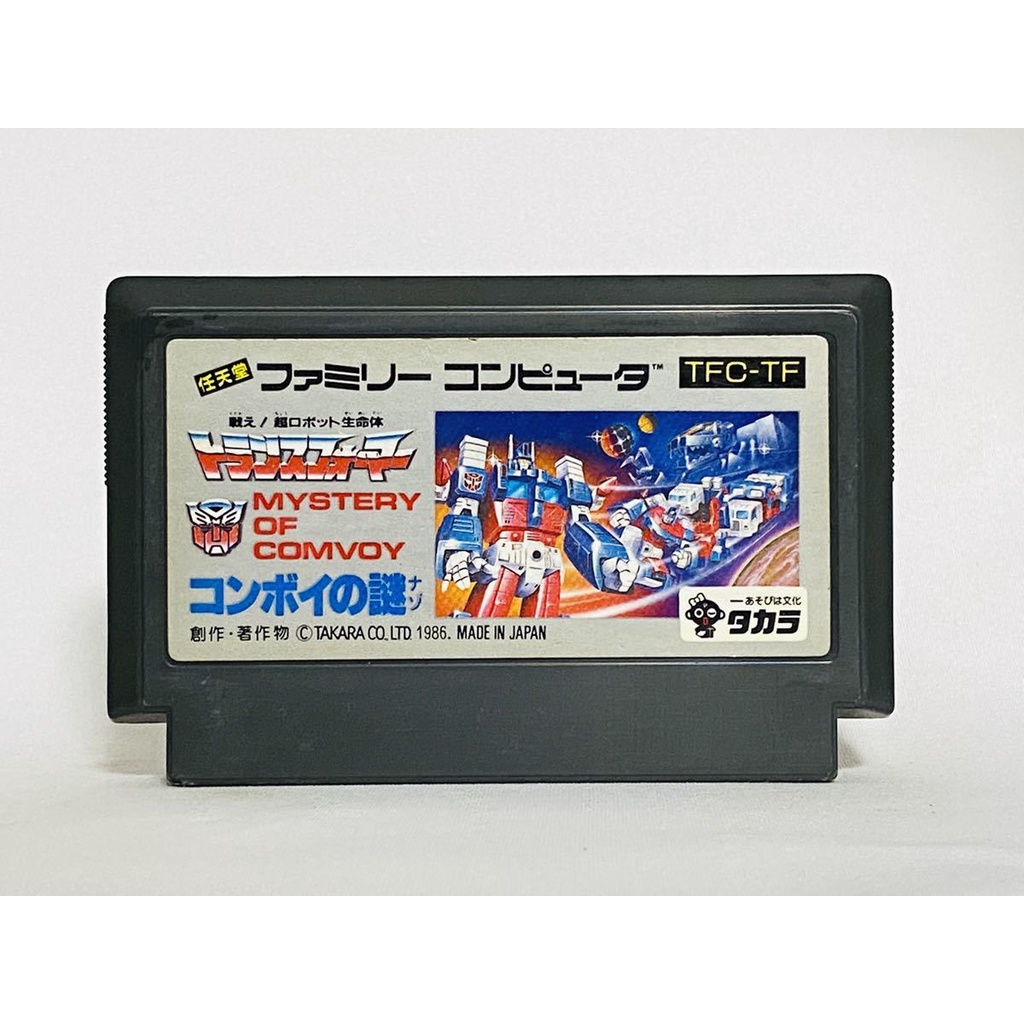 任天堂 ファミリー コンピュータ™ TFC-TF
戦え！超ロボット生命体
トランスフォーマー
MYSTERY
OF
COMVOY
コンボイの謎
ナゾ
創作・著作物 ©TAKARA CO., LTD. 1986. MADE IN JAPAN
ーあそびは文化
タカラ